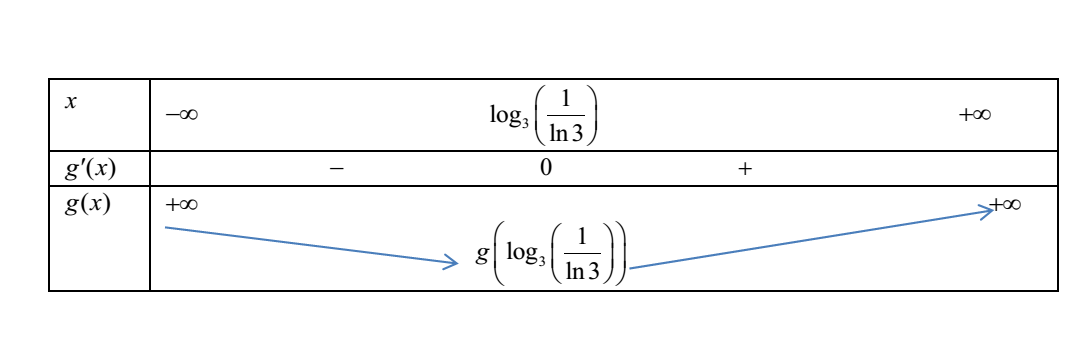 x −∞ log₃(1/ln 3) +∞
g′(x) − 0 +
g(x) +∞ g(log₃(1/ln 3)) +∞